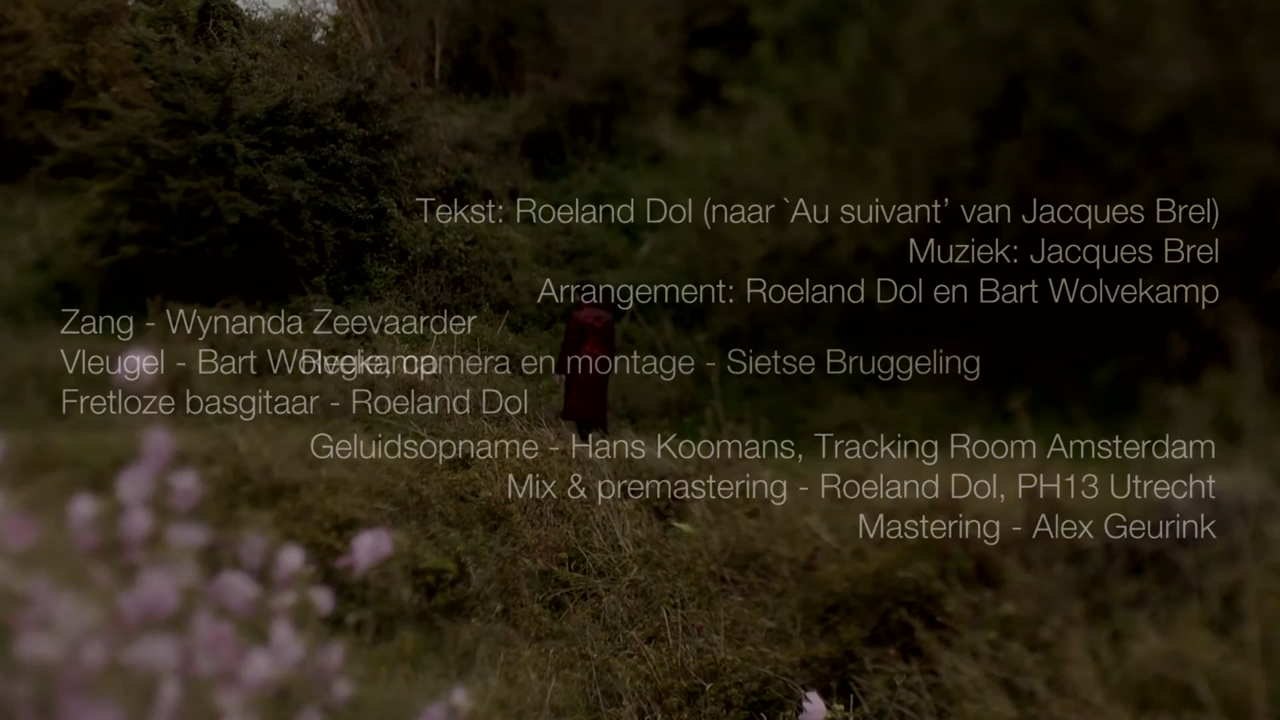 Tekst: Roeland Dol (naar `Au suivant’ van Jacques Brel)
Muziek: Jacques Brel
Arrangement: Roeland Dol en Bart Wolvekamp
Zang - Wynanda Zeevaarder
Vleugel - Bart Wolvekamp
Regie, camera en montage - Sietse Bruggeling
Fretloze basgitaar - Roeland Dol
Geluidsopname - Hans Koomans, Tracking Room Amsterdam
Mix & premastering - Roeland Dol, PH13 Utrecht
Mastering - Alex Geurink